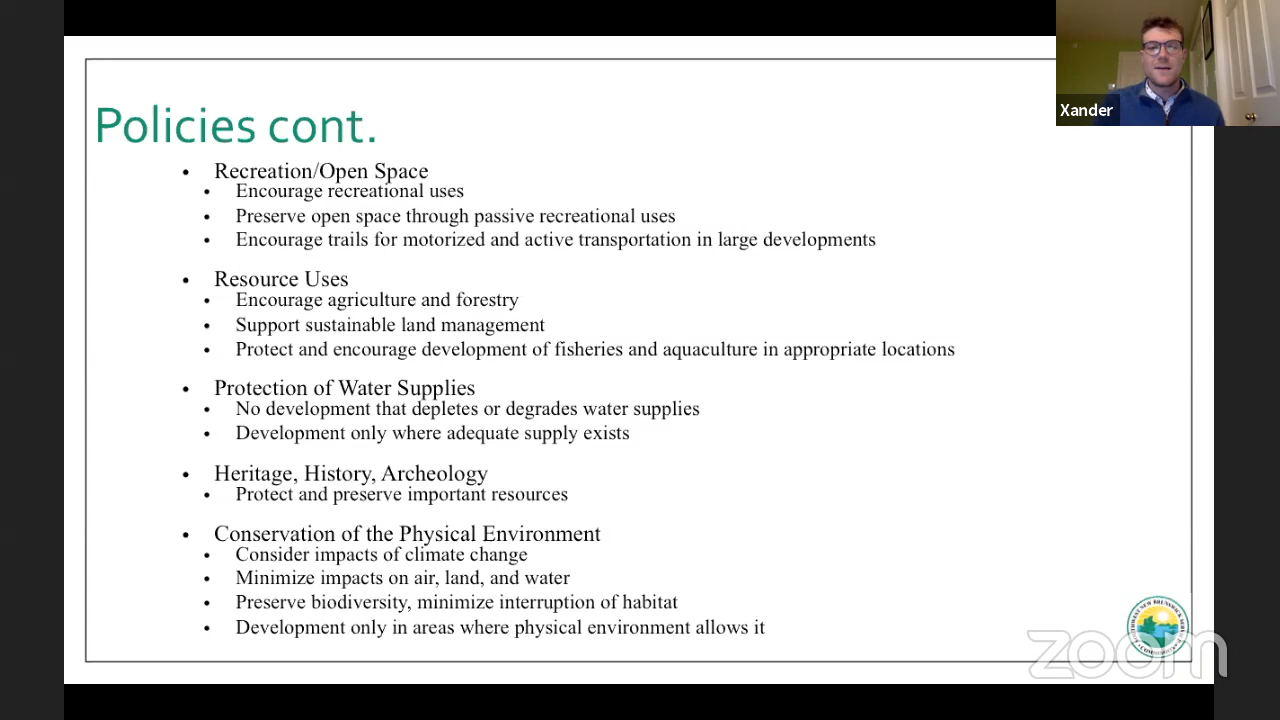 Xander
Policies cont.
• Recreation/Open Space
• Encourage recreational uses
• Preserve open space through passive recreational uses
• Encourage trails for motorized and active transportation in large developments
• Resource Uses
• Encourage agriculture and forestry
• Support sustainable land management
• Protect and encourage development of fisheries and aquaculture in appropriate locations
• Protection of Water Supplies
• No development that depletes or degrades water supplies
• Development only where adequate supply exists
• Heritage, History, Archeology
• Protect and preserve important resources
• Conservation of the Physical Environment
• Consider impacts of climate change
• Minimize impacts on air, land, and water
• Preserve biodiversity, minimize interruption of habitat
• Development only in areas where physical environment allows it
zoom